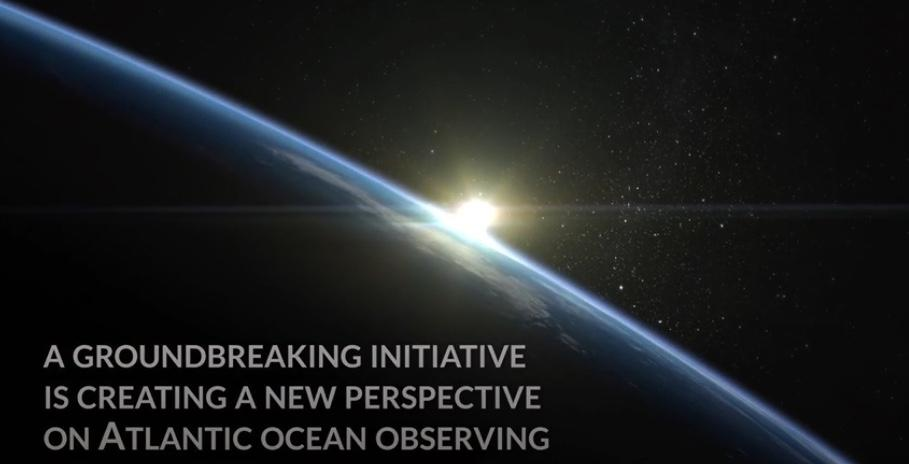 A GROUNDBREAKING INITIATIVE
IS CREATING A NEW PERSPECTIVE
ON ATLANTIC OCEAN OBSERVING